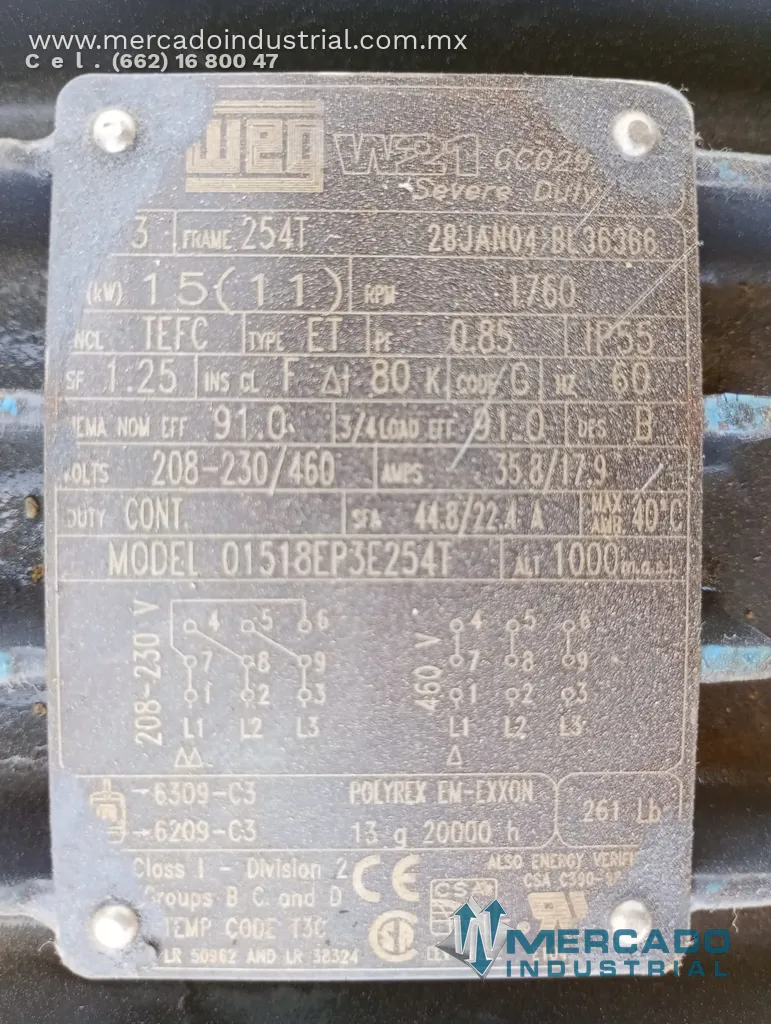 www.mercadoindustrial.com.mx
Cel. (662) 16 800 47
WEG W21 CC029
Severe Duty
3 FRAME 254T - 28JAN04 BL36366
(kW) 15(11) RPM 1760
NCL TEFC TYPE ET PF 0.85 IP55
SF 1.25 INS CL F Δt 80 K CODE G HZ 60
NEMA NOM EFF 91.0 3/4 LOAD EFF 91.0 DES B
VOLTS 208-230/460 AMPS 35.8/17.9
DUTY CONT. SFA 44.8/22.4 A MAX AMB 40°C
MODEL 01518EP3E254T ALT 1000 m.a.s.l.
208-230 V 4 5 6 460 V 4 5 6
7 8 9 7 8 9
1 2 3 1 2 3
L1 L2 L3 L1 L2 L3
ΔΔ Δ
6309-C3 POLYREX EM-EXXON
6209-C3 13 g 20000 h
261 Lb
Class I - Division 2 CE ALSO ENERGY VERIFI
Groups B C and D CSA C390
TEMP CODE T3C
LR 50962 AND LR 38324
MERCADO
INDUSTRIAL